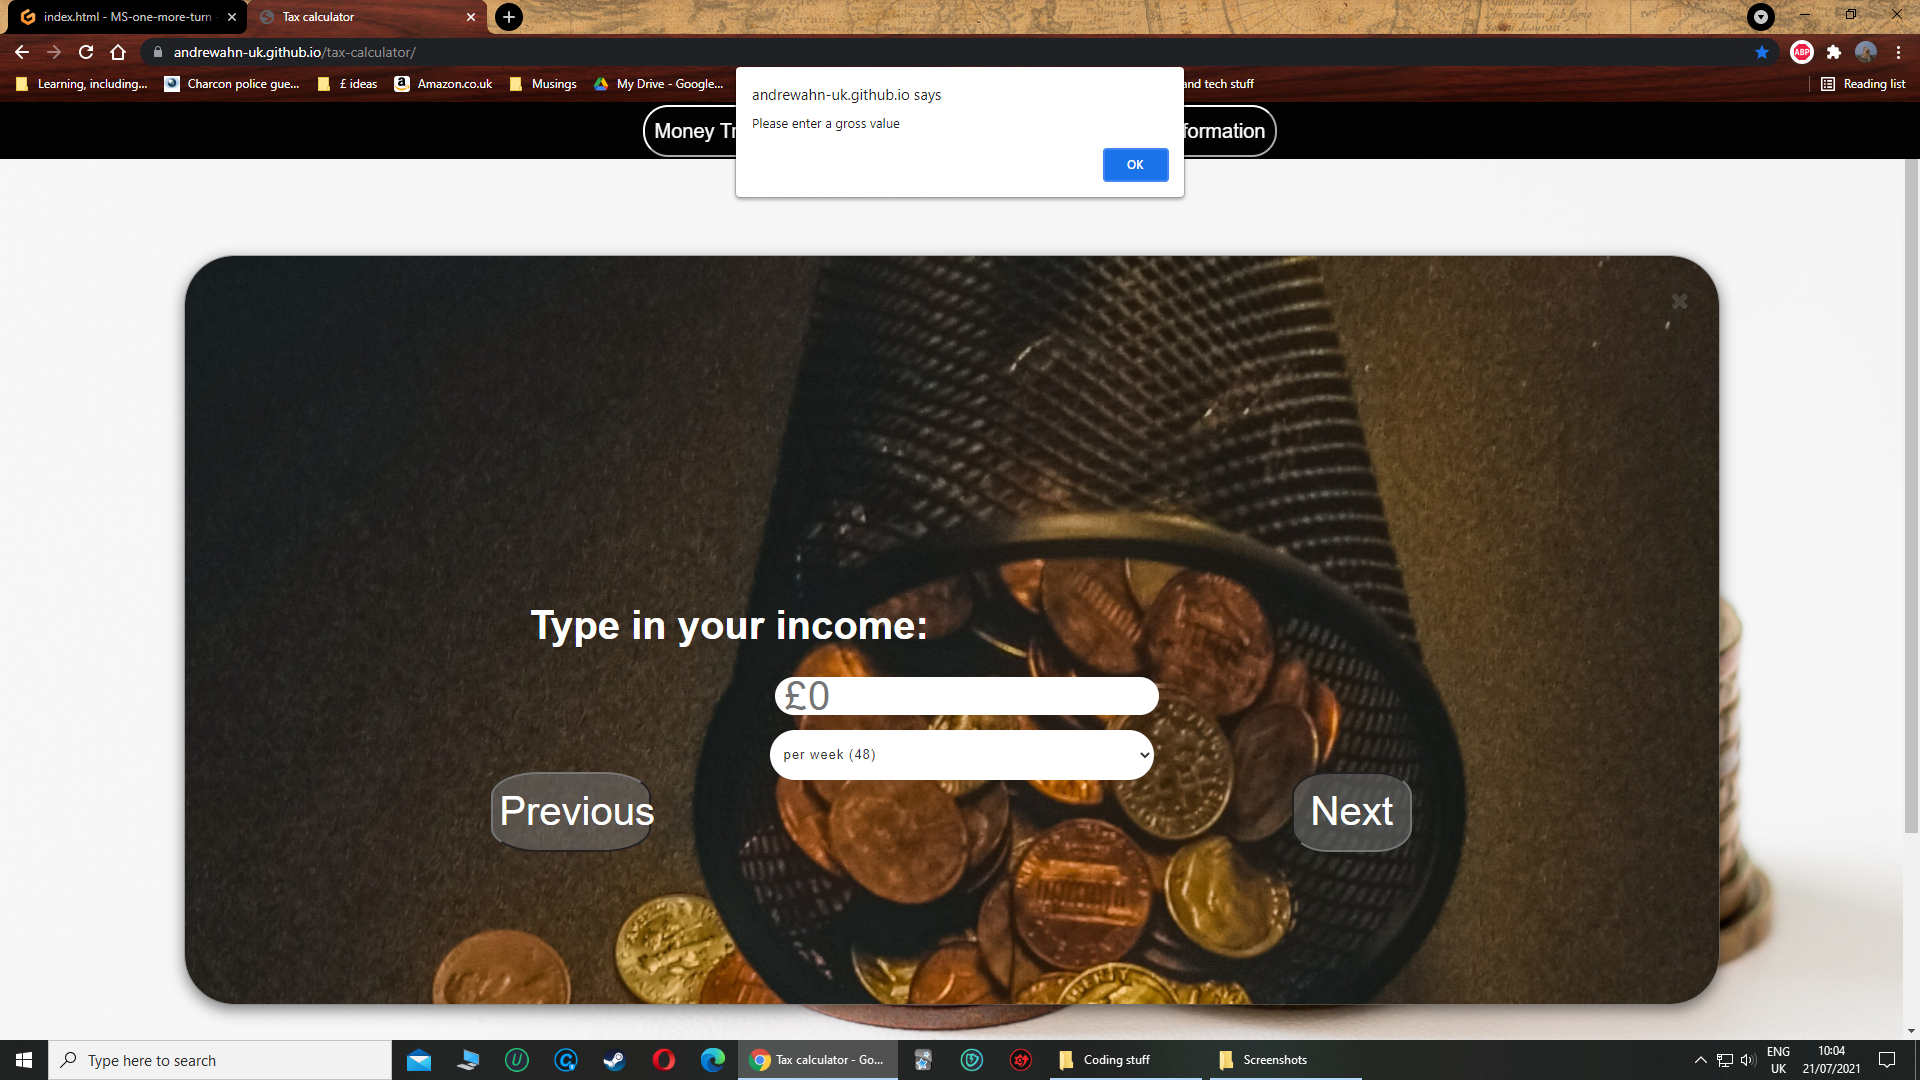 index.html - MS-one-more-turn
Tax calculator
andrewahn-uk.github.io/tax-calculator/
ABP
Learning, including...
Charcon police gue...
£ ideas
Amazon.co.uk
Musings
My Drive - Google...
and tech stuff
Reading list
andrewahn-uk.github.io says
Please enter a gross value
OK
Money Tr
formation
Type in your income:
£0
per week (48)
Previous
Next
Type here to search
Tax calculator - Go...
Coding stuff
Screenshots
ENG
UK
10:04
21/07/2021